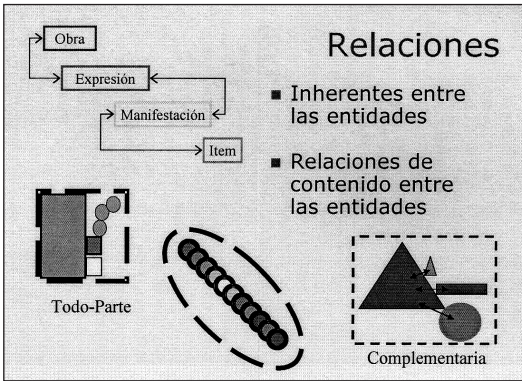 Obra
Expresión
Manifestación
Item
Relaciones
Inherentes entre
las entidades
Relaciones de
contenido entre
las entidades
Todo-Parte
Complementaria